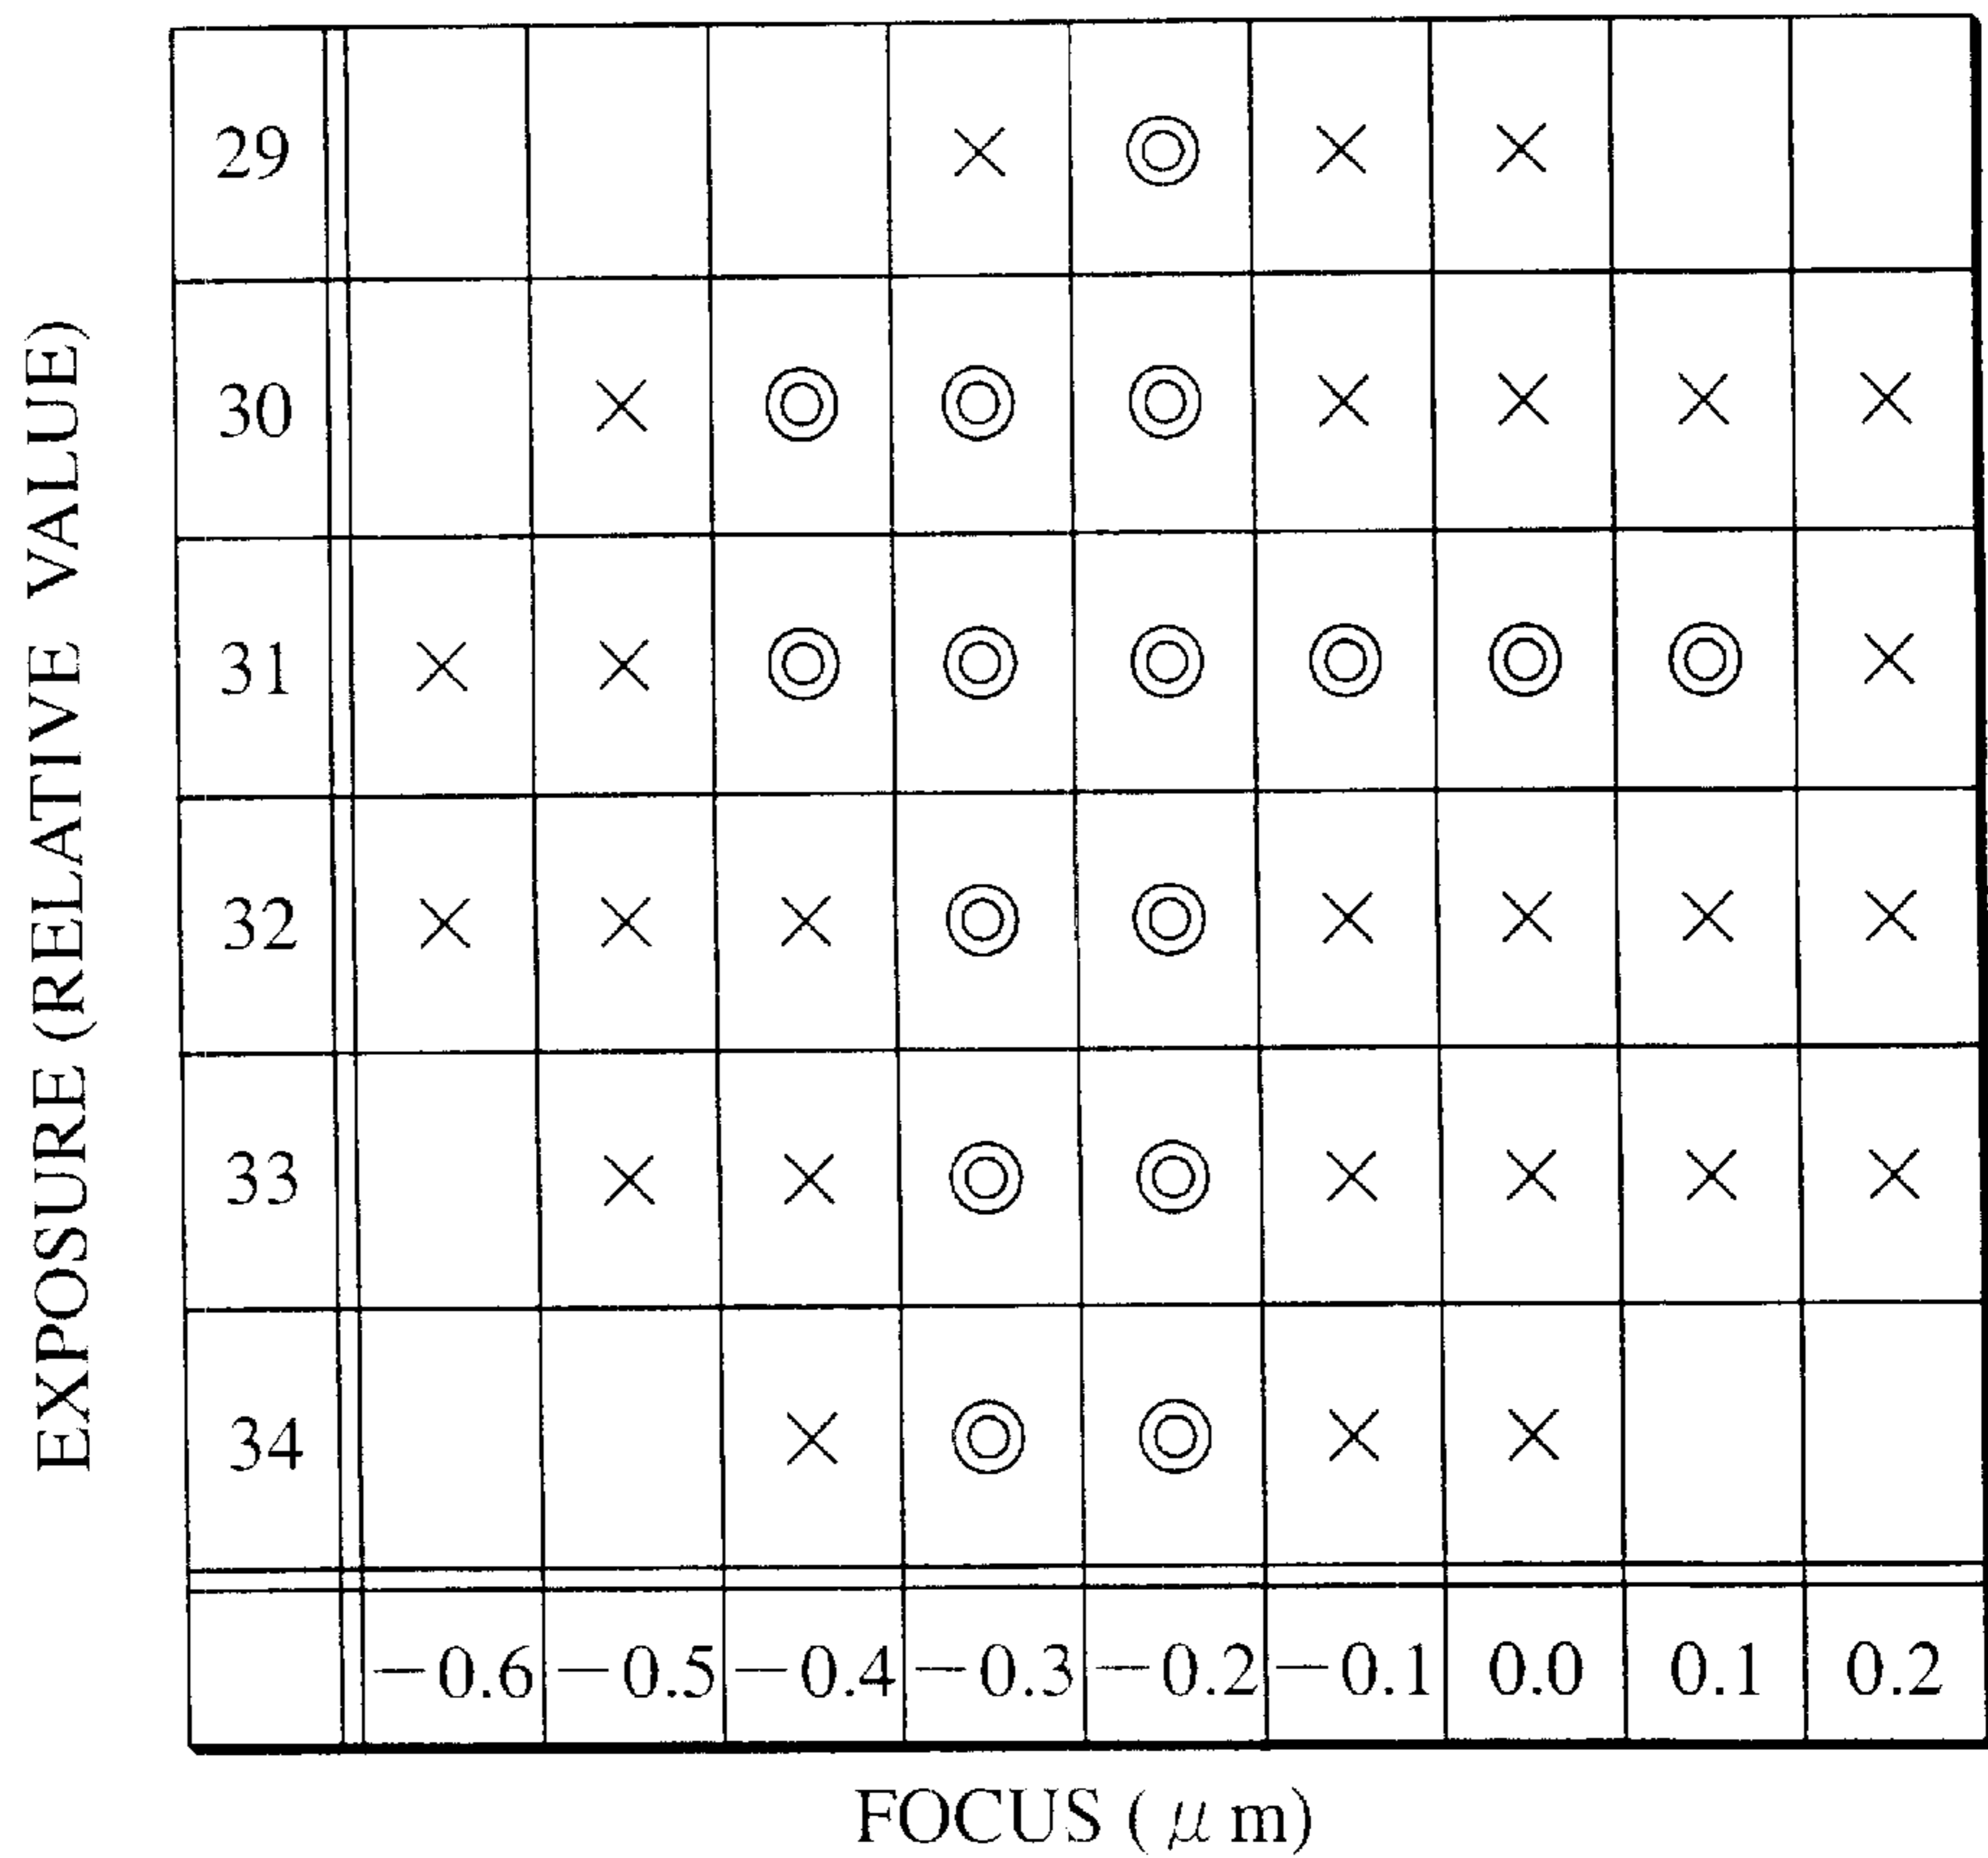 EXPOSURE (RELATIVE VALUE)
29 × ◎ × ×
30 × ◎ ◎ ◎ × × × ×
31 × × ◎ ◎ ◎ ◎ ◎ ◎ ×
32 × × × ◎ ◎ × × × ×
33 × × ◎ ◎ × × × ×
34 × ◎ ◎ × ×
−0.6 −0.5 −0.4 −0.3 −0.2 −0.1 0.0 0.1 0.2
FOCUS (μm)